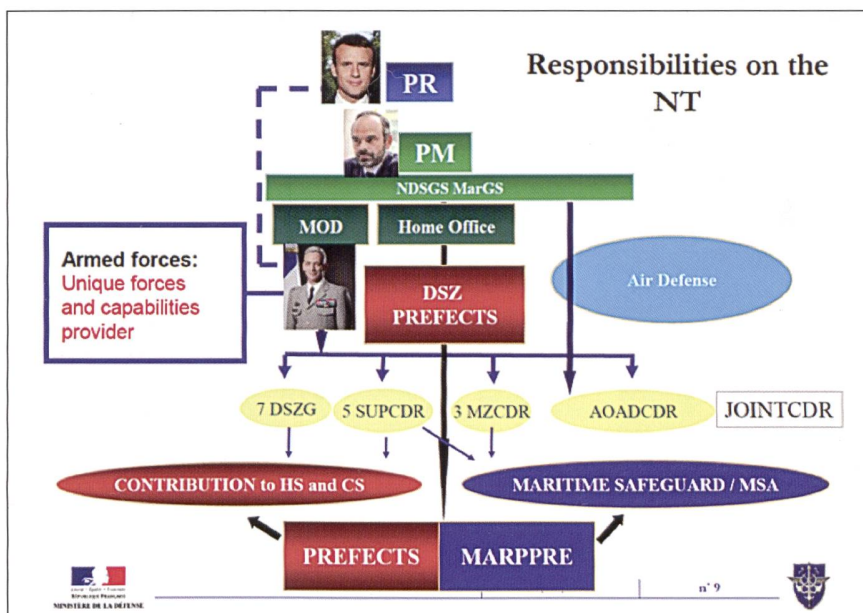 Responsibilities on the
NT
PR
PM
NDSGS MarGS
MOD
Home Office
Armed forces:
Unique forces
and capabilities
provider
DSZ
PREFECTS
Air Defense
7 DSZG
5 SUPCDR
3 MZCDR
AOADCDR
JOINTCDR
CONTRIBUTION to HS and CS
MARITIME SAFEGUARD / MSA
PREFECTS
MARPPRE
RÉPUBLIQUE FRANÇAISE
MINISTÈRE DE LA DÉFENSE
n° 9